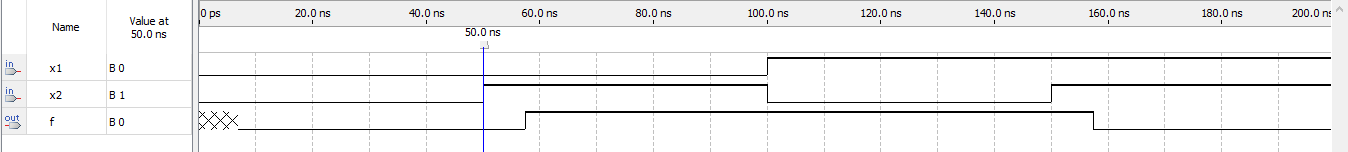 Name
Value at
50.0 ns
0 ps
20.0 ns
40.0 ns
60.0 ns
80.0 ns
100.0 ns
120.0 ns
140.0 ns
160.0 ns
180.0 ns
200.0 ns
50.0 ns
in
x1
B 0
in
x2
B 1
out
f
B 0